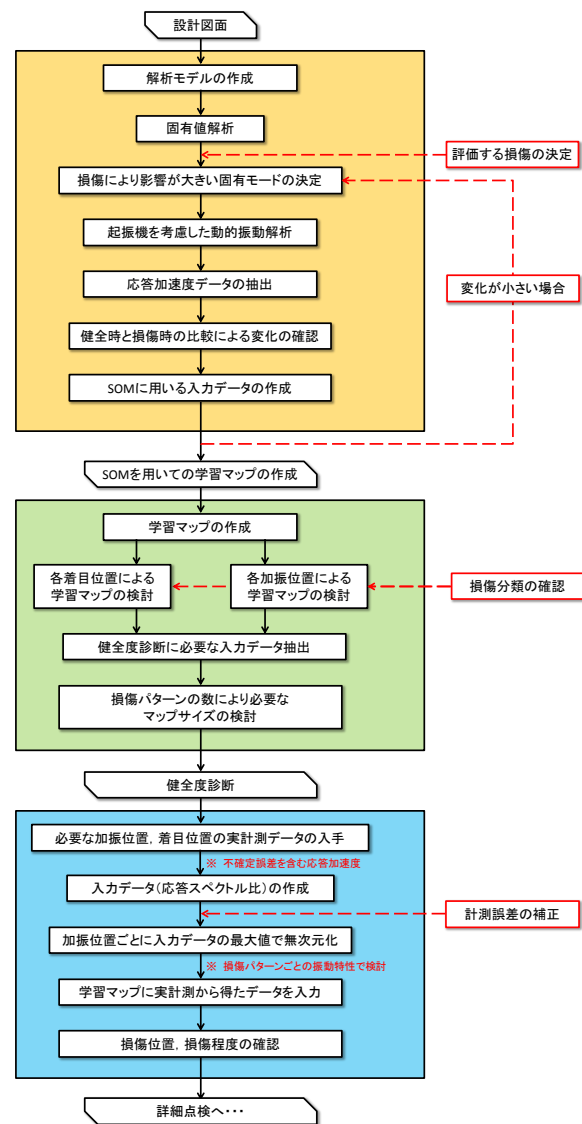 設計図面
解析モデルの作成
固有値解析
評価する損傷の決定
損傷により影響が大きい固有モードの決定
起振機を考慮した動的振動解析
応答加速度データの抽出
変化が小さい場合
健全時と損傷時の比較による変化の確認
SOMに用いる入力データの作成
SOMを用いての学習マップの作成
学習マップの作成
各着目位置による
学習マップの検討
各加振位置による
学習マップの検討
損傷分類の確認
健全度診断に必要な入力データ抽出
損傷パターンの数により必要な
マップサイズの検討
健全度診断
必要な加振位置，着目位置の実計測データの入手
※ 不確定誤差を含む応答加速度
入力データ（応答スペクトル比）の作成
計測誤差の補正
加振位置ごとに入力データの最大値で無次元化
※ 損傷パターンごとの振動特性で検討
学習マップに実計測から得たデータを入力
損傷位置，損傷程度の確認
詳細点検へ・・・